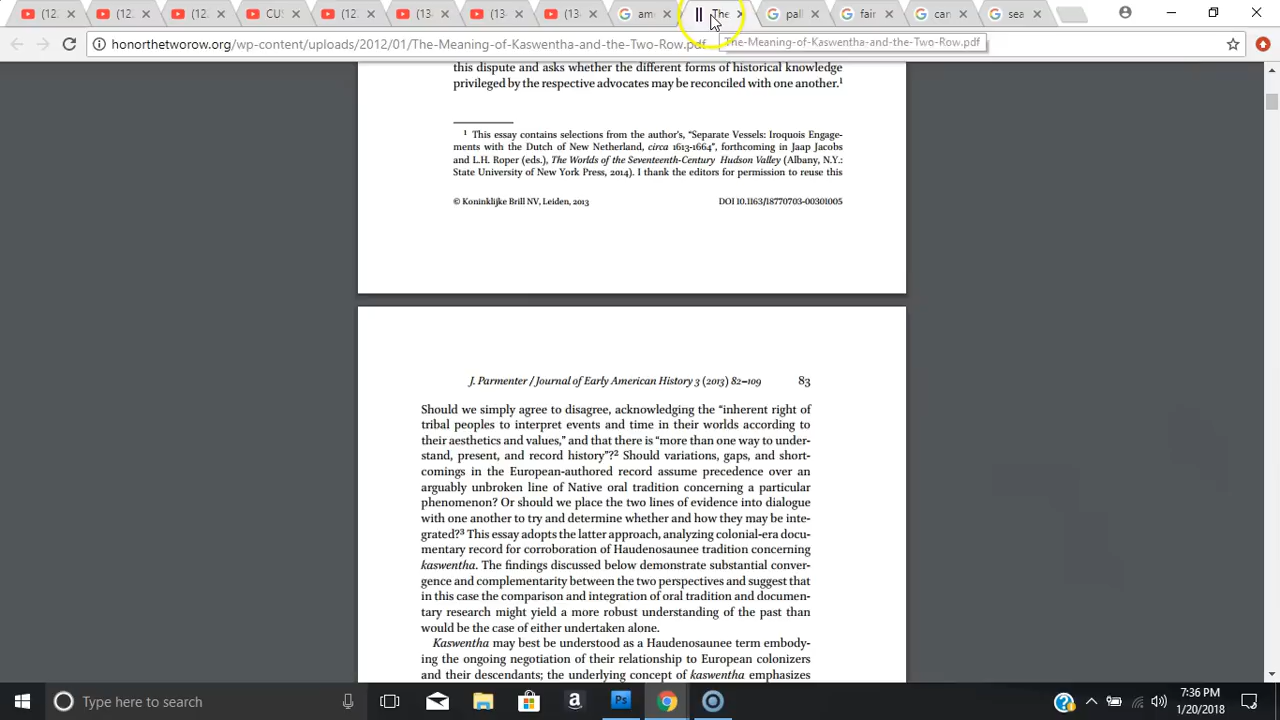 (12: (12: (12: CU (12: (13- (13- (13- am The pall fair car sea
honorthetworow.org/wp-content/uploads/2012/01/The-Meaning-of-Kaswentha-and-the-Two-Row.pdf
The-Meaning-of-Kaswentha-and-the-Two-Row.pdf
this dispute and asks whether the different forms of historical knowledge
privileged by the respective advocates may be reconciled with one another.¹
¹ This essay contains selections from the author's, “Separate Vessels: Iroquois Engage-
ments with the Dutch of New Netherland, circa 1613-1664”, forthcoming in Jaap Jacobs
and L.H. Roper (eds.), The Worlds of the Seventeenth-Century Hudson Valley (Albany, N.Y.:
State University of New York Press, 2014). I thank the editors for permission to reuse this
© Koninklijke Brill NV, Leiden, 2013 DOI 10.1163/18770703-00301005
J. Parmenter / Journal of Early American History 3 (2013) 82–109 83
Should we simply agree to disagree, acknowledging the “inherent right of
tribal peoples to interpret events and time in their worlds according to
their aesthetics and values,” and that there is “more than one way to under-
stand, present, and record history”?² Should variations, gaps, and short-
comings in the European-authored record assume precedence over an
arguably unbroken line of Native oral tradition concerning a particular
phenomenon? Or should we place the two lines of evidence into dialogue
with one another to try and determine whether and how they may be inte-
grated?³ This essay adopts the latter approach, analyzing colonial-era docu-
mentary record for corroboration of Haudenosaunee tradition concerning
kaswentha. The findings discussed below demonstrate substantial conver-
gence and complementarity between the two perspectives and suggest that
in this case the comparison and integration of oral tradition and documen-
tary research might yield a more robust understanding of the past than
would be the case of either undertaken alone.
Kaswentha may best be understood as a Haudenosaunee term embody-
ing the ongoing negotiation of their relationship to European colonizers
and their descendants; the underlying concept of kaswentha emphasizes
Type here to search
7:36 PM
1/20/2018